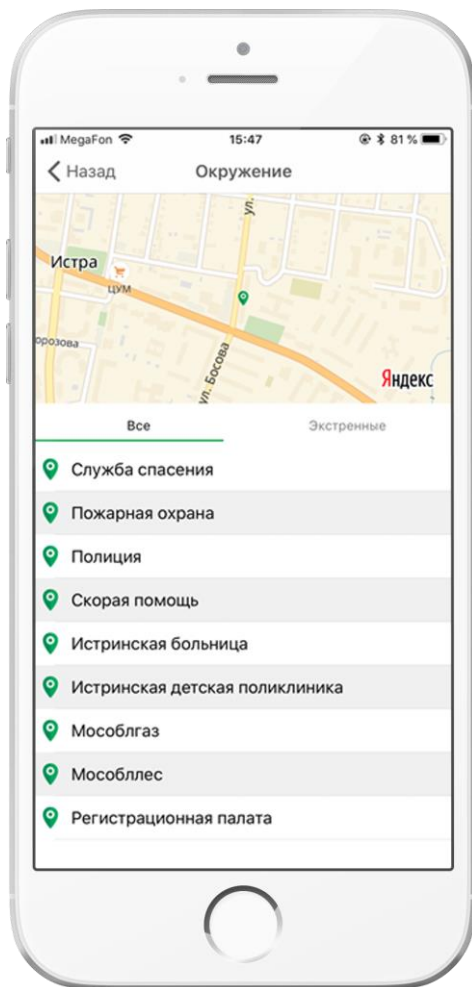 MegaFon 15:47 81 %
Назад Окружение
ул.
Истра
ЦУМ
ул. Босова
Яндекс
Все Экстренные
Служба спасения
Пожарная охрана
Полиция
Скорая помощь
Истринская больница
Истринская детская поликлиника
Мособлгаз
Мособллес
Регистрационная палата